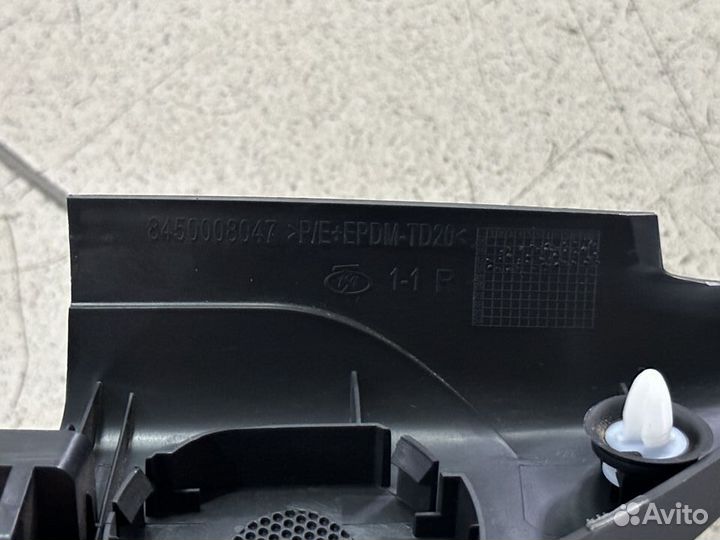 8450008047 >P/E+EPDM-TD20<
1-1 R
Avito